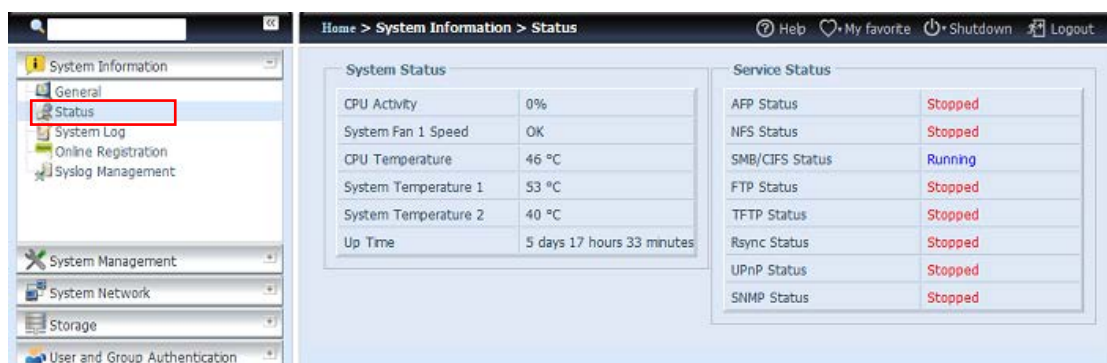 Home > System Information > Status
Help My favorite Shutdown Logout
System Information
General
Status
System Log
Online Registration
Syslog Management
System Management
System Network
Storage
User and Group Authentication
System Status
CPU Activity 0%
System Fan 1 Speed OK
CPU Temperature 46 °C
System Temperature 1 53 °C
System Temperature 2 40 °C
Up Time 5 days 17 hours 33 minutes
Service Status
AFP Status Stopped
NFS Status Stopped
SMB/CIFS Status Running
FTP Status Stopped
TFTP Status Stopped
Rsync Status Stopped
UPnP Status Stopped
SNMP Status Stopped